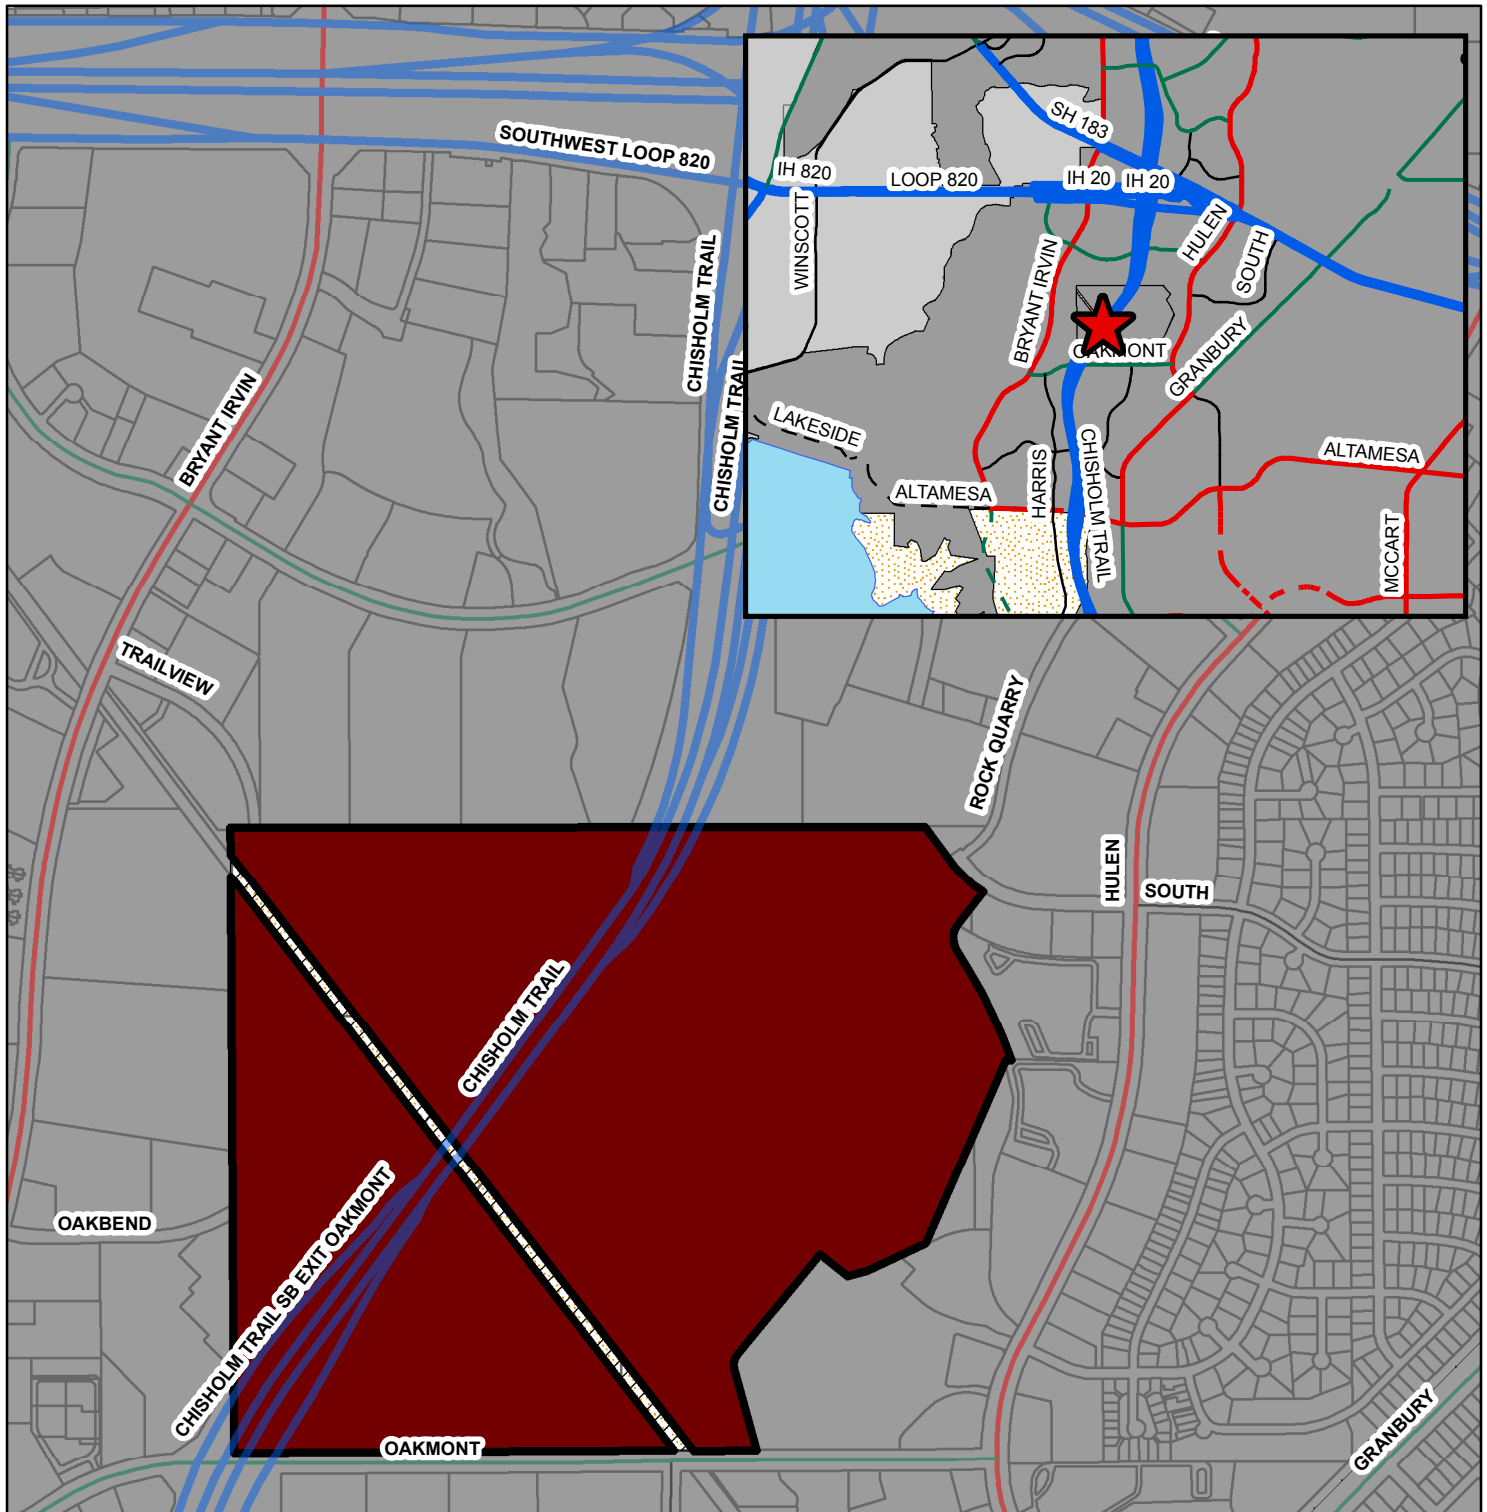 SOUTHWEST LOOP 820
CHISHOLM TRAIL
CHISHOLM TRAIL
BRYANT IRVIN
TRAILVIEW
ROCK QUARRY
HULEN
SOUTH
CHISHOLM TRAIL
CHISHOLM TRAIL SB EXIT OAKMONT
OAKBEND
OAKMONT
GRANBURY
SH 183
IH 820
LOOP 820
IH 20
IH 20
WINSCOTT
HULEN
SOUTH
BRYANT IRVIN
OAKMONT
GRANBURY
LAKESIDE
ALTAMESA
HARRIS
CHISHOLM TRAIL
ALTAMESA
MCCART